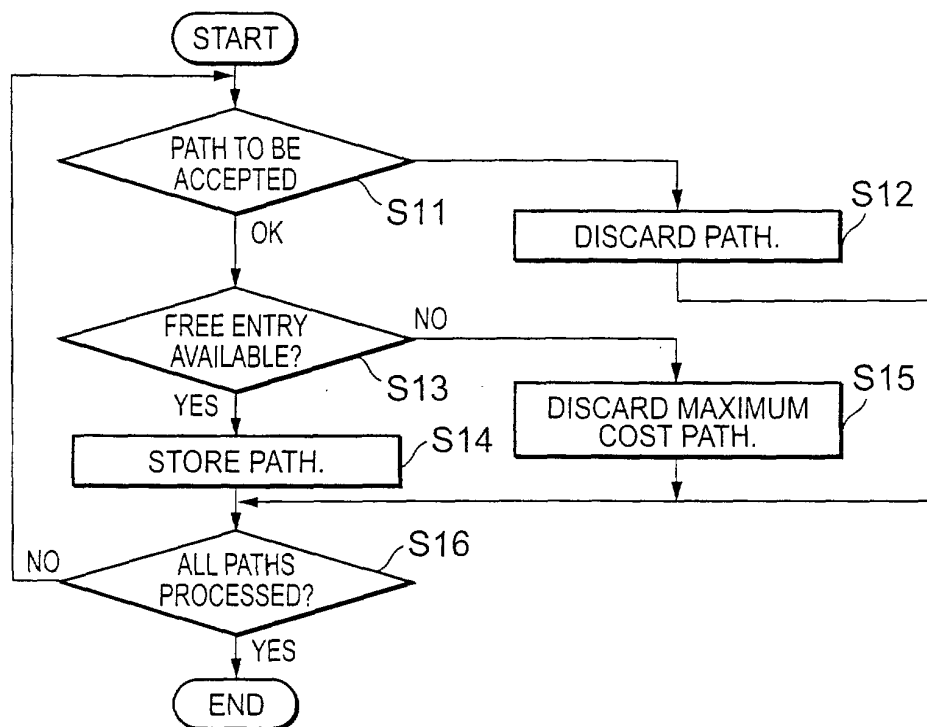 START
PATH TO BE
ACCEPTED
S11
OK
S12
DISCARD PATH.
FREE ENTRY
AVAILABLE?
NO
S13
YES
S15
DISCARD MAXIMUM
COST PATH.
S14
STORE PATH.
S16
NO
ALL PATHS
PROCESSED?
YES
END